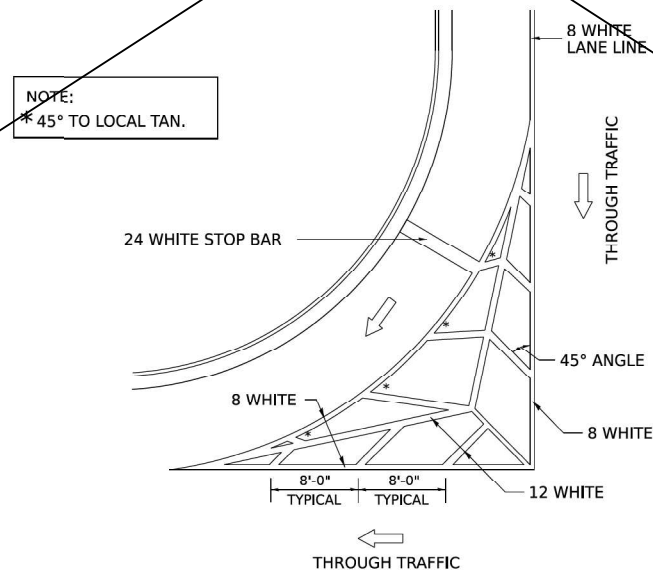 8 WHITE
LANE LINE
NOTE:
* 45° TO LOCAL TAN.
THROUGH TRAFFIC
24 WHITE STOP BAR
*
*
45° ANGLE
*
8 WHITE
*
8 WHITE
8'-0" 8'-0"
TYPICAL TYPICAL
12 WHITE
THROUGH TRAFFIC